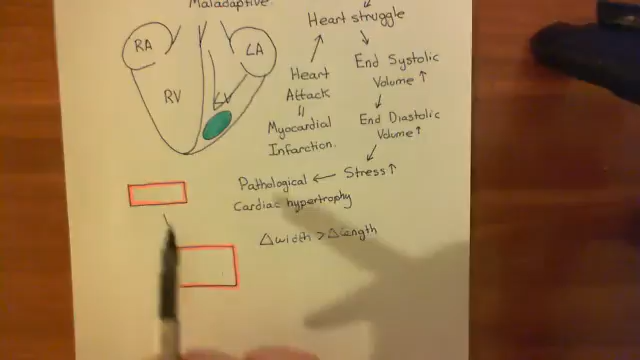 Maladaptive
Heart struggle
RA
LA
RV
LV
End Systolic
Volume ↑
Heart
Attack
=
Myocardial
Infarction.
End Diastolic
Volume ↑
Stress ↑
Pathological
Cardiac hypertrophy
Δwidth > Δlength